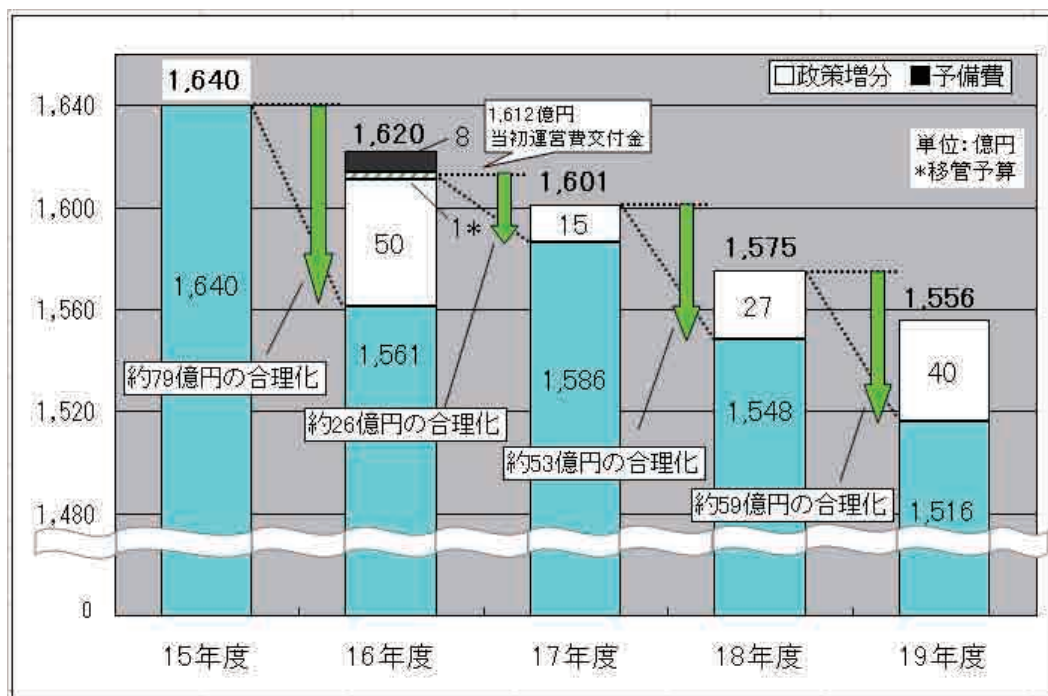 1,640
□政策増分 ■予備費
1,640
1,612億円
当初運営費交付金
1,620
8
単位：億円
*移管予算
1,601
1,600
1*
15
50
1,575
1,640
27
1,556
1,560
1,561
約79億円の合理化
1,586
40
1,548
1,520
約26億円の合理化
約53億円の合理化
約59億円の合理化
1,480
1,516
0
15年度
16年度
17年度
18年度
19年度